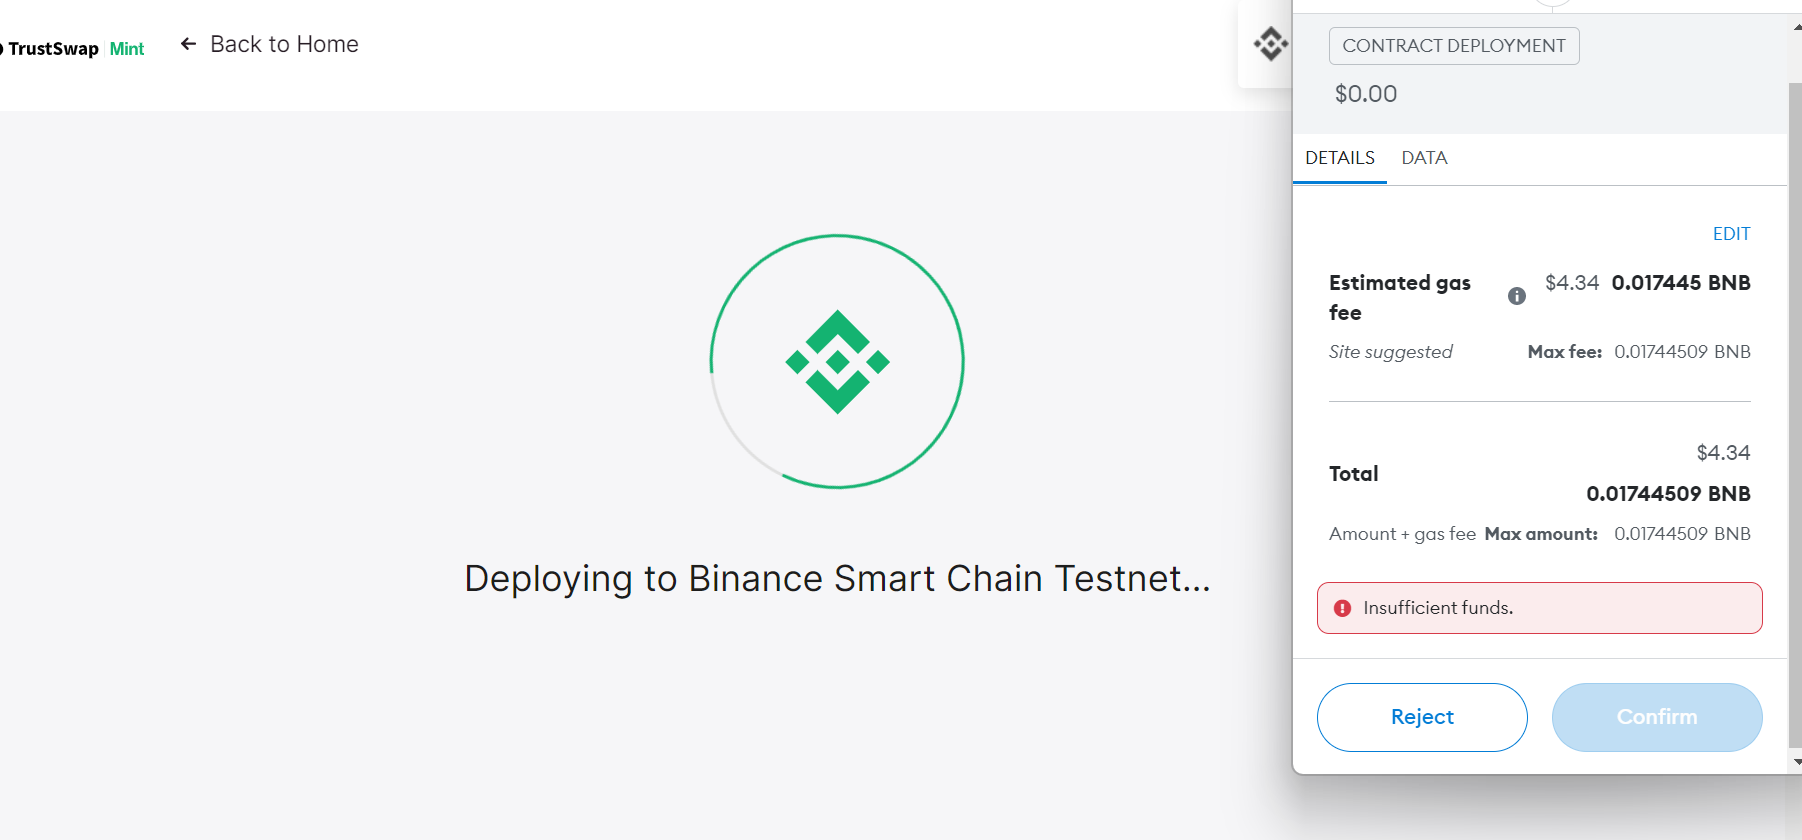 TrustSwap | Mint
← Back to Home
Deploying to Binance Smart Chain Testnet...
CONTRACT DEPLOYMENT
$0.00
DETAILS DATA
EDIT
Estimated gas fee $4.34 0.017445 BNB
Site suggested Max fee: 0.01744509 BNB
$4.34
Total
0.01744509 BNB
Amount + gas fee Max amount: 0.01744509 BNB
Insufficient funds.
Reject Confirm